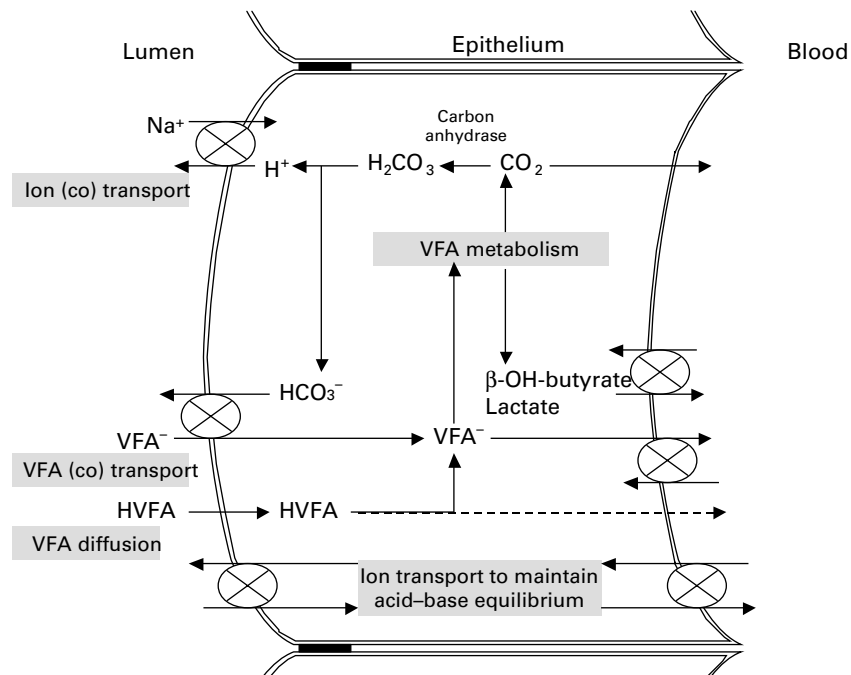 Lumen
Epithelium
Blood
Na⁺
Carbon
anhydrase
H⁺
H₂CO₃
CO₂
Ion (co) transport
VFA metabolism
HCO₃⁻
β-OH-butyrate
Lactate
VFA⁻
VFA⁻
VFA (co) transport
HVFA
HVFA
VFA diffusion
Ion transport to maintain
acid–base equilibrium